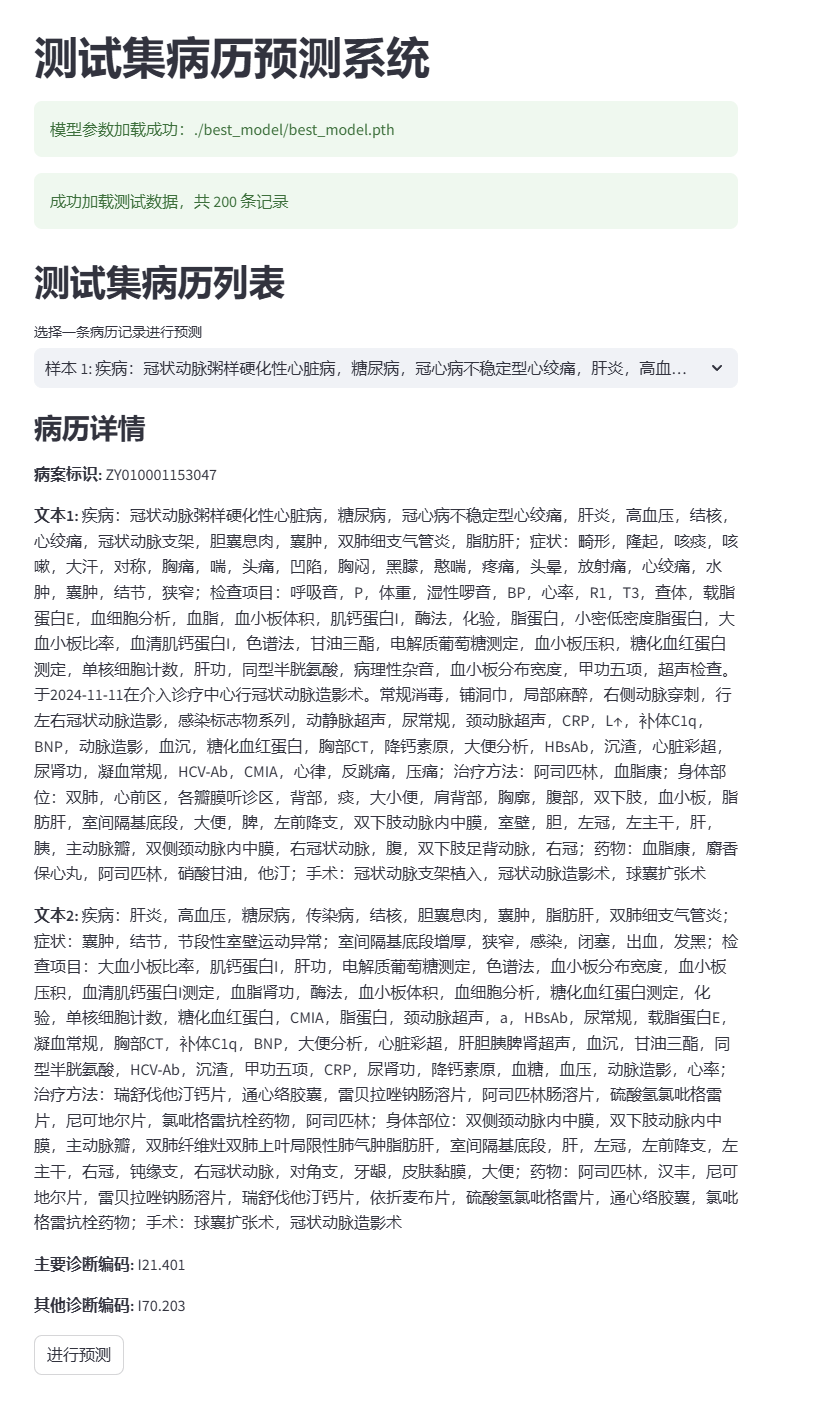 测试集病历预测系统
模型参数加载成功：./best_model/best_model.pth
成功加载测试数据，共 200 条记录
测试集病历列表
选择一条病历记录进行预测
样本 1: 疾病：冠状动脉粥样硬化性心脏病，糖尿病，冠心病不稳定型心绞痛，肝炎，高血…
病历详情
病案标识: ZY010001153047
文本1: 疾病：冠状动脉粥样硬化性心脏病，糖尿病，冠心病不稳定型心绞痛，肝炎，高血压，结核，
心绞痛，冠状动脉支架，胆囊息肉，囊肿，双肺细支气管炎，脂肪肝；症状：畸形，隆起，咳痰，咳
嗽，大汗，对称，胸痛，喘，头痛，凹陷，胸闷，黑朦，憋喘，疼痛，头晕，放射痛，心绞痛，水
肿，囊肿，结节，狭窄；检查项目：呼吸音，P，体重，湿性啰音，BP，心率，R1，T3，查体，载脂
蛋白E，血细胞分析，血脂，血小板体积，肌钙蛋白I，酶法，化验，脂蛋白，小密低密度脂蛋白，大
血小板比率，血清肌钙蛋白I，色谱法，甘油三酯，电解质葡萄糖测定，血小板压积，糖化血红蛋白
测定，单核细胞计数，肝功，同型半胱氨酸，病理性杂音，血小板分布宽度，甲功五项，超声检查。
于2024-11-11在介入诊疗中心行冠状动脉造影术。常规消毒，铺洞巾，局部麻醉，右侧动脉穿刺，行
左右冠状动脉造影，感染标志物系列，动静脉超声，尿常规，颈动脉超声，CRP，L↑，补体C1q，
BNP，动脉造影，血沉，糖化血红蛋白，胸部CT，降钙素原，大便分析，HBsAb，沉渣，心脏彩超，
尿肾功，凝血常规，HCV-Ab，CMIA，心律，反跳痛，压痛；治疗方法：阿司匹林，血脂康；身体部
位：双肺，心前区，各瓣膜听诊区，背部，痰，大小便，肩背部，胸廓，腹部，双下肢，血小板，脂
肪肝，室间隔基底段，大便，脾，左前降支，双下肢动脉内中膜，室壁，胆，左冠，左主干，肝，
胰，主动脉瓣，双侧颈动脉内中膜，右冠状动脉，腹，双下肢足背动脉，右冠；药物：血脂康，麝香
保心丸，阿司匹林，硝酸甘油，他汀；手术：冠状动脉支架植入，冠状动脉造影术，球囊扩张术
文本2: 疾病：肝炎，高血压，糖尿病，传染病，结核，胆囊息肉，囊肿，脂肪肝，双肺细支气管炎；
症状：囊肿，结节，节段性室壁运动异常；室间隔基底段增厚，狭窄，感染，闭塞，出血，发黑；检
查项目：大血小板比率，肌钙蛋白I，肝功，电解质葡萄糖测定，色谱法，血小板分布宽度，血小板
压积，血清肌钙蛋白I测定，血脂肾功，酶法，血小板体积，血细胞分析，糖化血红蛋白测定，化
验，单核细胞计数，糖化血红蛋白，CMIA，脂蛋白，颈动脉超声，a，HBsAb，尿常规，载脂蛋白E，
凝血常规，胸部CT，补体C1q，BNP，大便分析，心脏彩超，肝胆胰脾肾超声，血沉，甘油三酯，同
型半胱氨酸，HCV-Ab，沉渣，甲功五项，CRP，尿肾功，降钙素原，血糖，血压，动脉造影，心率；
治疗方法：瑞舒伐他汀钙片，通心络胶囊，雷贝拉唑钠肠溶片，阿司匹林肠溶片，硫酸氢氯吡格雷
片，尼可地尔片，氯吡格雷抗栓药物，阿司匹林；身体部位：双侧颈动脉内中膜，双下肢动脉内中
膜，主动脉瓣，双肺纤维灶双肺上叶局限性肺气肿脂肪肝，室间隔基底段，肝，左冠，左前降支，左
主干，右冠，钝缘支，右冠状动脉，对角支，牙龈，皮肤黏膜，大便；药物：阿司匹林，汉丰，尼可
地尔片，雷贝拉唑钠肠溶片，瑞舒伐他汀钙片，依折麦布片，硫酸氢氯吡格雷片，通心络胶囊，氯吡
格雷抗栓药物；手术：球囊扩张术，冠状动脉造影术
主要诊断编码: I21.401
其他诊断编码: I70.203
进行预测